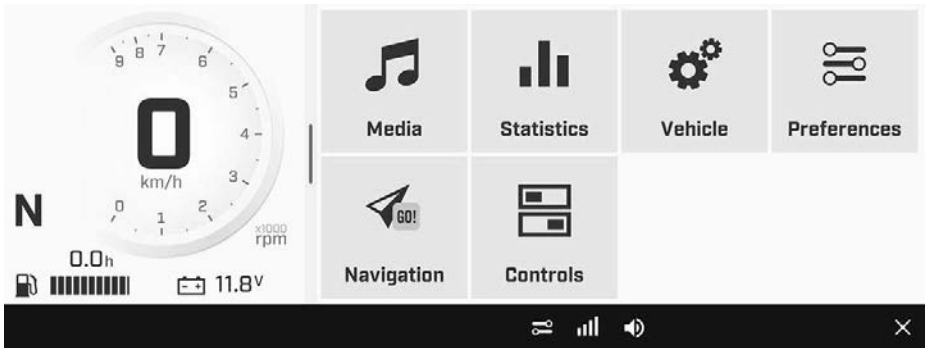 9 8 7 6
5
4
3
2
1
0
0
km/h
N
x1000
rpm
0.0h
11.8V
Media Statistics Vehicle Preferences
GO!
Navigation Controls